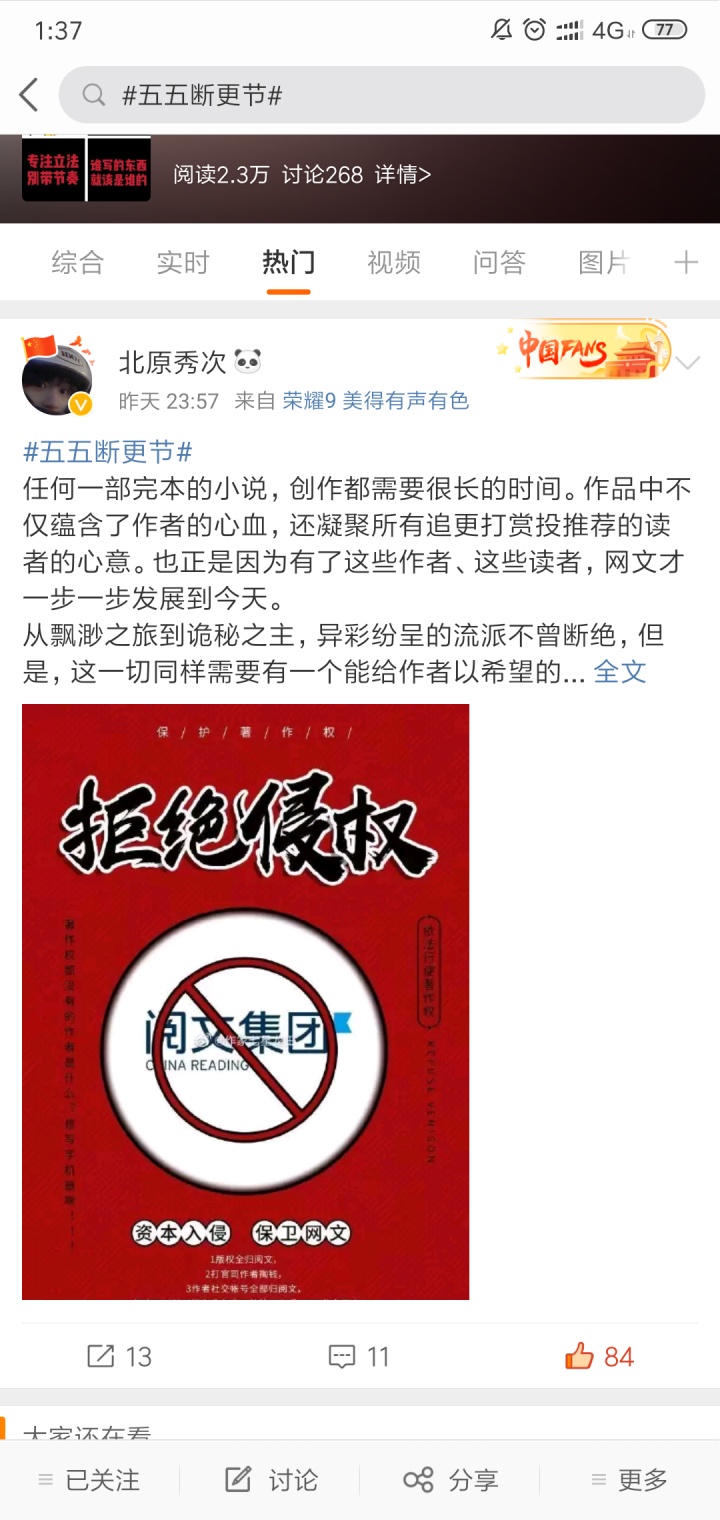 1:37
4G
77
#五五断更节#
专注立法
别带节奏
谁写的东西
就该是谁的
阅读2.3万 讨论268 详情>
综合 实时 热门 视频 问答 图片
北原秀次
中国FANS
昨天 23:57 来自 荣耀9 美得有声有色
#五五断更节#
任何一部完本的小说，创作都需要很长的时间。作品中不
仅蕴含了作者的心血，还凝聚所有追更打赏投推荐的读
者的心意。也正是因为有了这些作者、这些读者，网文才
一步一步发展到今天。
从飘渺之旅到诡秘之主，异彩纷呈的流派不曾断绝，但
是，这一切同样需要有一个能给作者以希望的... 全文
保 / 护 / 著 / 作 / 权 /
拒绝侵权
著作权都没有的作者是什么？
依法行使著作权
REFUSE
阅文集团
CHINA READING
资本入侵 保卫网文
1版权全归阅文，
2打官司作者掏钱，
3作者社交帐号全部归阅文，
13 11 84
大家还在看
已关注 讨论 分享 更多